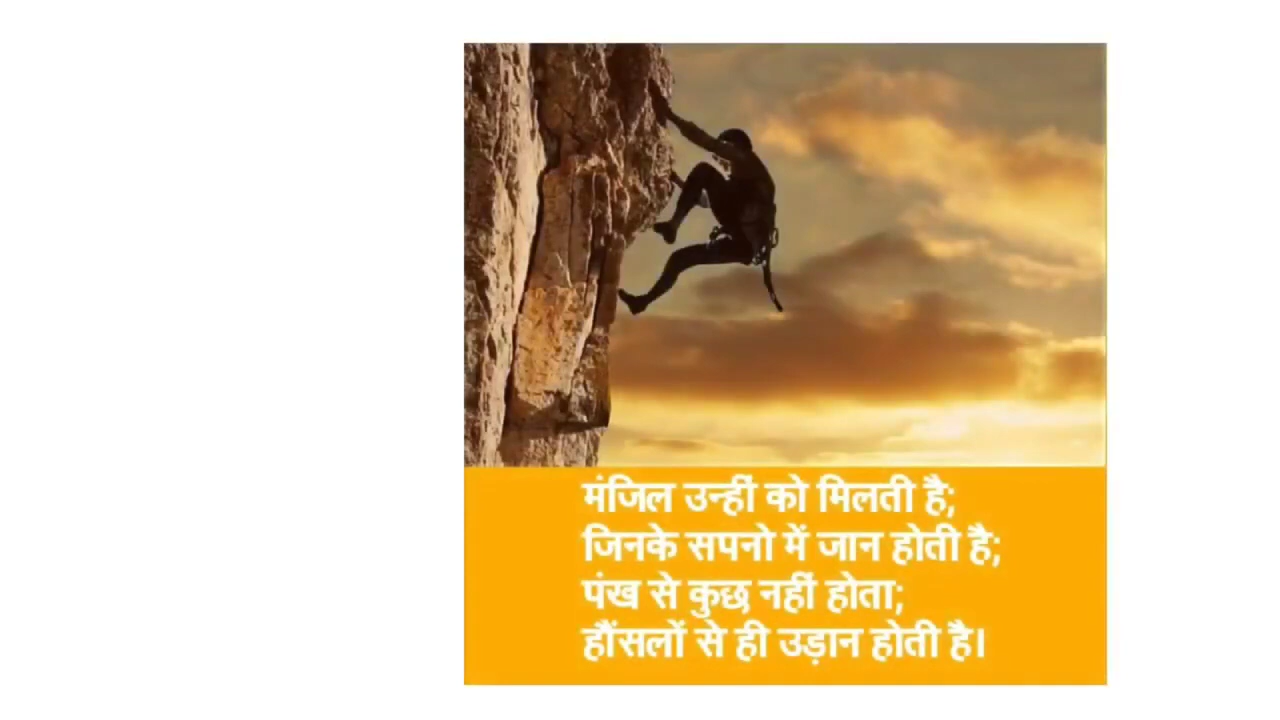 मंजिल उन्हीं को मिलती है;
जिनके सपनो में जान होती है;
पंख से कुछ नहीं होता;
हौंसलों से ही उड़ान होती है।